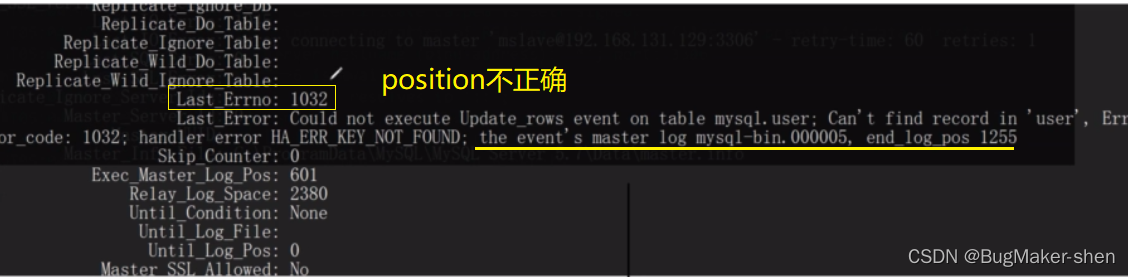 Replicate_Ignore_DB:
Replicate_Do_Table:
Replicate_Ignore_Table:
connecting to master 'mslave@192.168.131.129:3306' - retry-time: 60 retries: 1
Replicate_Wild_Do_Table:
Replicate_Wild_Ignore_Table:
position不正确
Last_Errno: 1032
Last_Error: Could not execute Update_rows event on table mysql.user; Can't find record in 'user', Err
or_code: 1032; handler error HA_ERR_KEY_NOT_FOUND; the event's master log mysql-bin.000005, end_log_pos 1255
Skip_Counter: 0
Exec_Master_Log_Pos: 601
Relay_Log_Space: 2380
Until_Condition: None
Until_Log_File:
Until_Log_Pos: 0
Master_SSL_Allowed: No
CSDN @BugMaker-shen